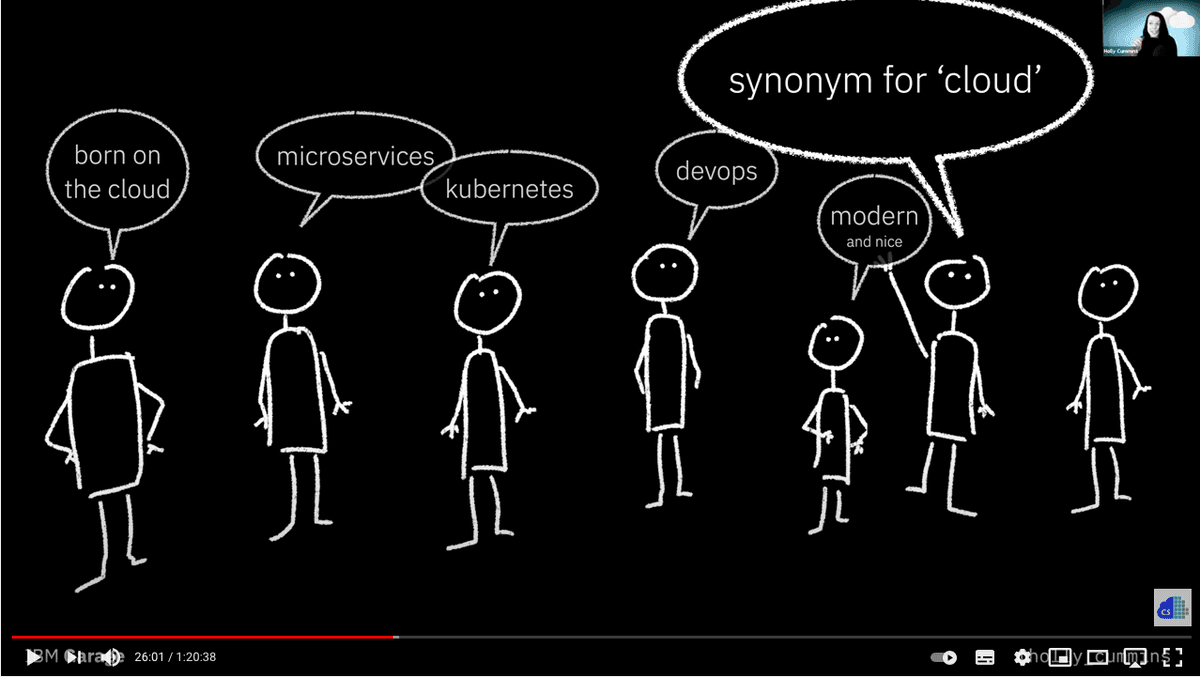 synonym for ‘cloud’
Holly Cummins
born on
the cloud
microservices
kubernetes
devops
modern
and nice
cs
IBM Garage
26:01 / 1:20:38
holly_cummins